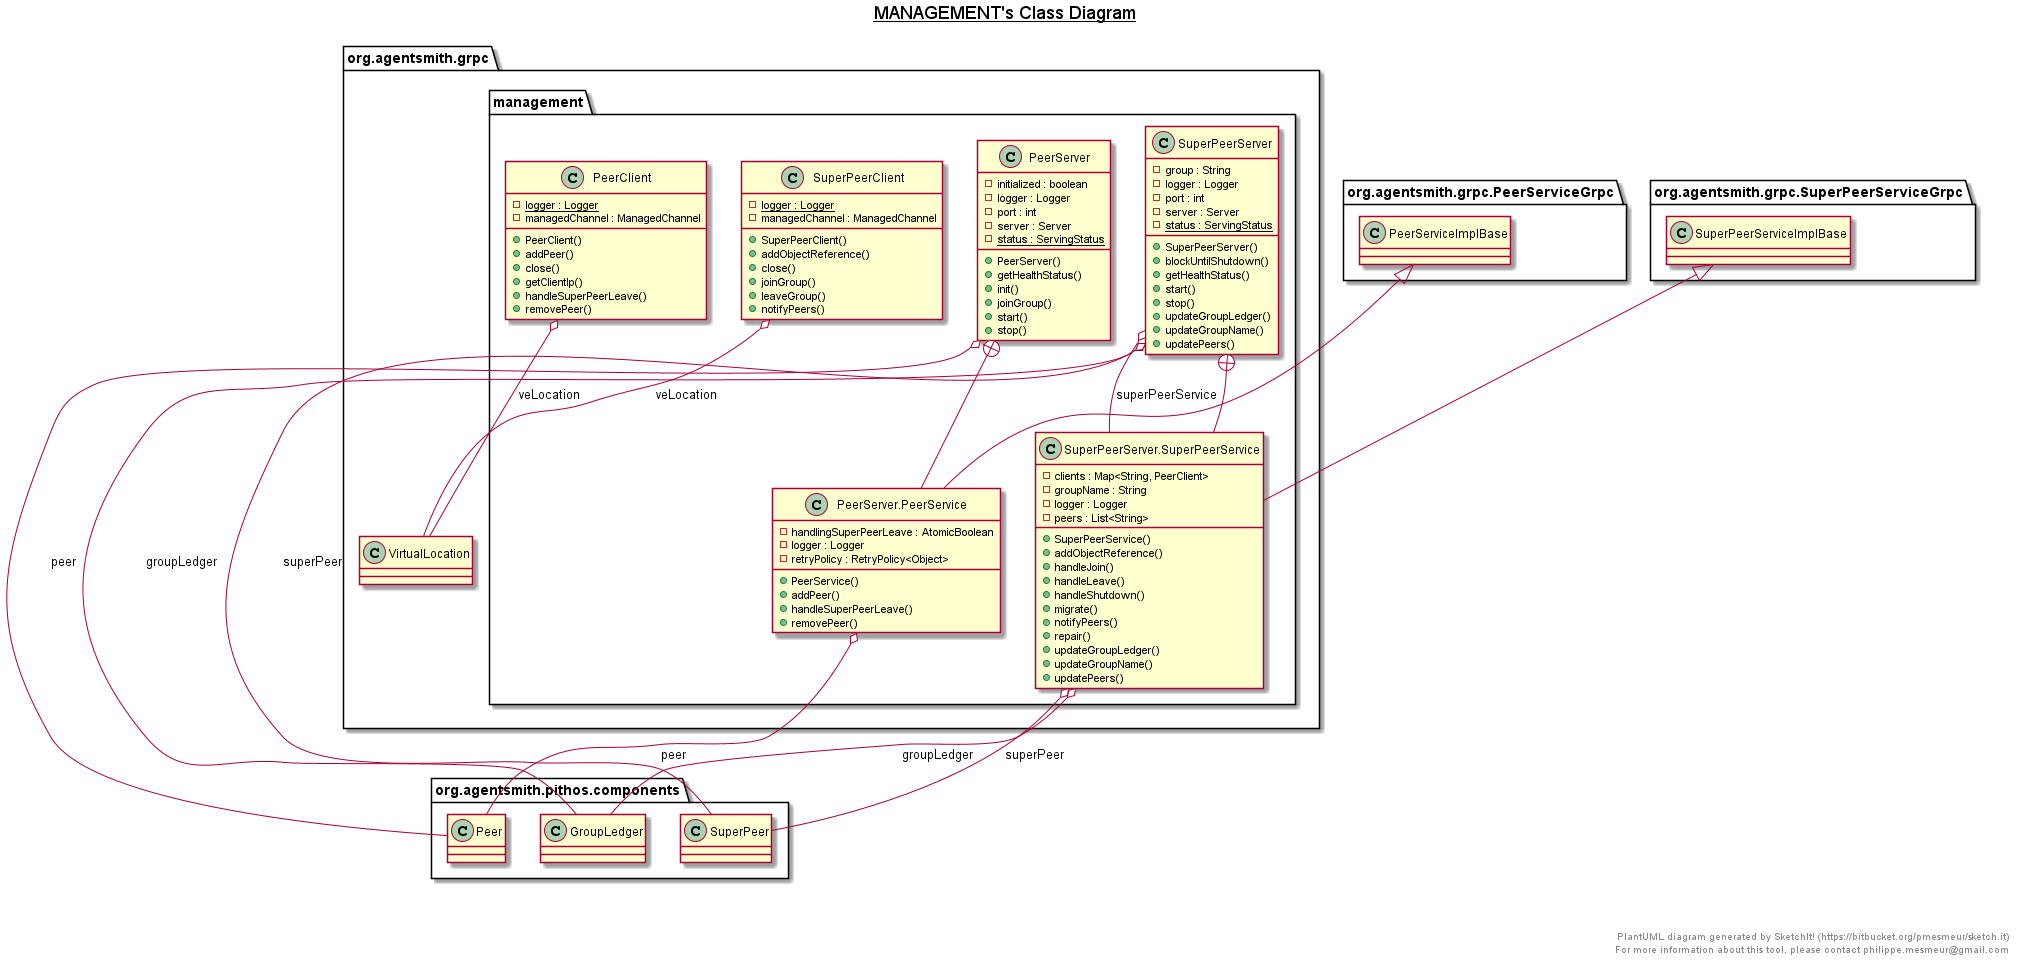 MANAGEMENT's Class Diagram
org.agentsmith.grpc
management
C PeerClient
logger : Logger
managedChannel : ManagedChannel
PeerClient()
addPeer()
close()
getClientIp()
handleSuperPeerLeave()
removePeer()
C SuperPeerClient
logger : Logger
managedChannel : ManagedChannel
SuperPeerClient()
addObjectReference()
close()
joinGroup()
leaveGroup()
notifyPeers()
C PeerServer
initialized : boolean
logger : Logger
port : int
server : Server
status : ServingStatus
PeerServer()
getHealthStatus()
init()
joinGroup()
start()
stop()
C SuperPeerServer
group : String
logger : Logger
port : int
server : Server
status : ServingStatus
SuperPeerServer()
blockUntilShutdown()
getHealthStatus()
start()
stop()
updateGroupLedger()
updateGroupName()
updatePeers()
org.agentsmith.grpc.PeerServiceGrpc
C PeerServiceImplBase
org.agentsmith.grpc.SuperPeerServiceGrpc
C SuperPeerServiceImplBase
veLocation
veLocation
superPeerService
C SuperPeerServer.SuperPeerService
clients : Map<String, PeerClient>
groupName : String
logger : Logger
peers : List<String>
SuperPeerService()
addObjectReference()
handleJoin()
handleLeave()
handleShutdown()
migrate()
notifyPeers()
repair()
updateGroupLedger()
updateGroupName()
updatePeers()
C PeerServer.PeerService
handlingSuperPeerLeave : AtomicBoolean
logger : Logger
retryPolicy : RetryPolicy<Object>
PeerService()
addPeer()
handleSuperPeerLeave()
removePeer()
C VirtualLocation
peer
groupLedger
superPeer
peer
groupLedger
superPeer
org.agentsmith.pithos.components
C Peer
C GroupLedger
C SuperPeer
PlantUML diagram generated by SketchIt! (https://bitbucket.org/pmesmeur/sketch.it)
For more information about this tool, please contact philippe.mesmeur@gmail.com